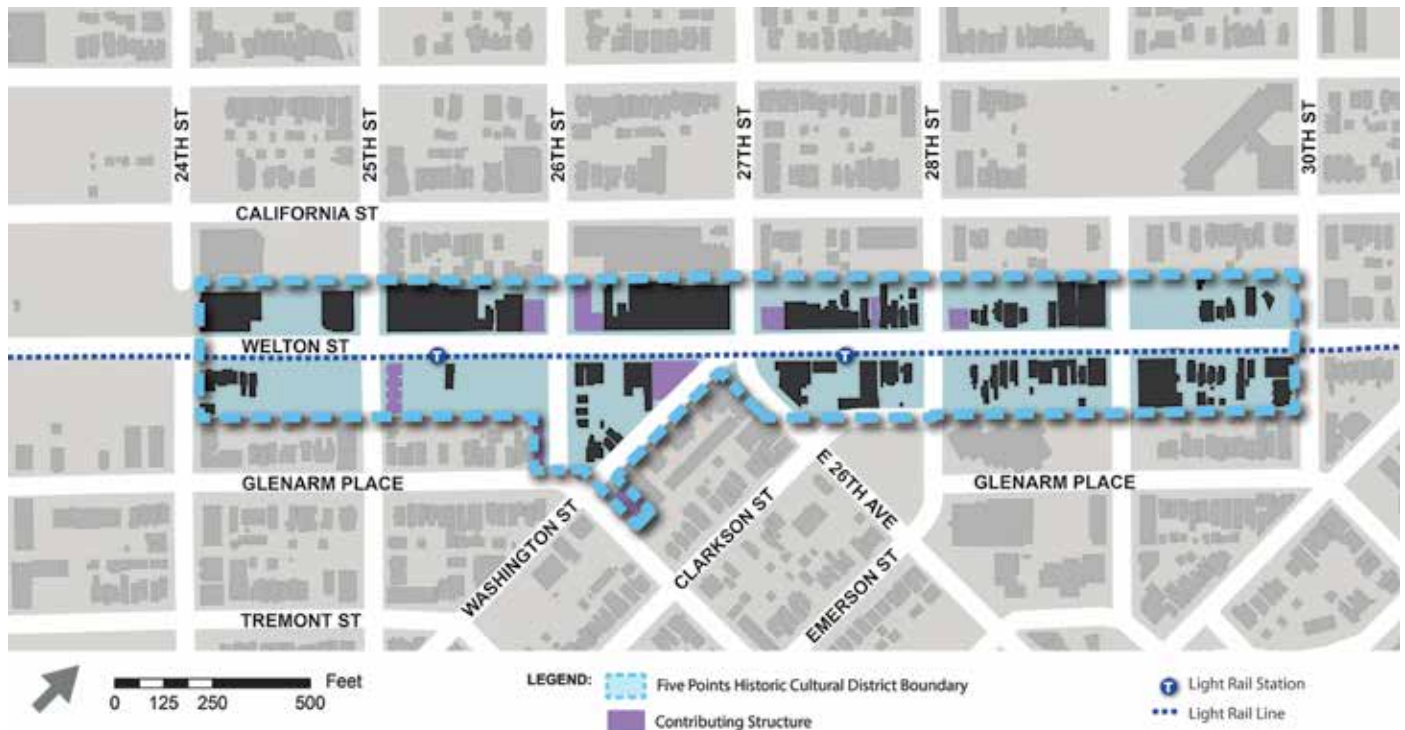 24TH ST
25TH ST
26TH ST
27TH ST
28TH ST
30TH ST
CALIFORNIA ST
WELTON ST
T
T
GLENARM PLACE
GLENARM PLACE
E 26TH AVE
WASHINGTON ST
CLARKSON ST
EMERSON ST
TREMONT ST
Feet
0 125 250 500
LEGEND:
Five Points Historic Cultural District Boundary
Contributing Structure
T Light Rail Station
Light Rail Line